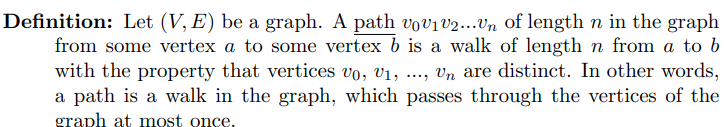 Definition: Let (V, E) be a graph. A path v₀v₁v₂...vₙ of length n in the graph
from some vertex a to some vertex b is a walk of length n from a to b
with the property that vertices v₀, v₁, ..., vₙ are distinct. In other words,
a path is a walk in the graph, which passes through the vertices of the
graph at most once.